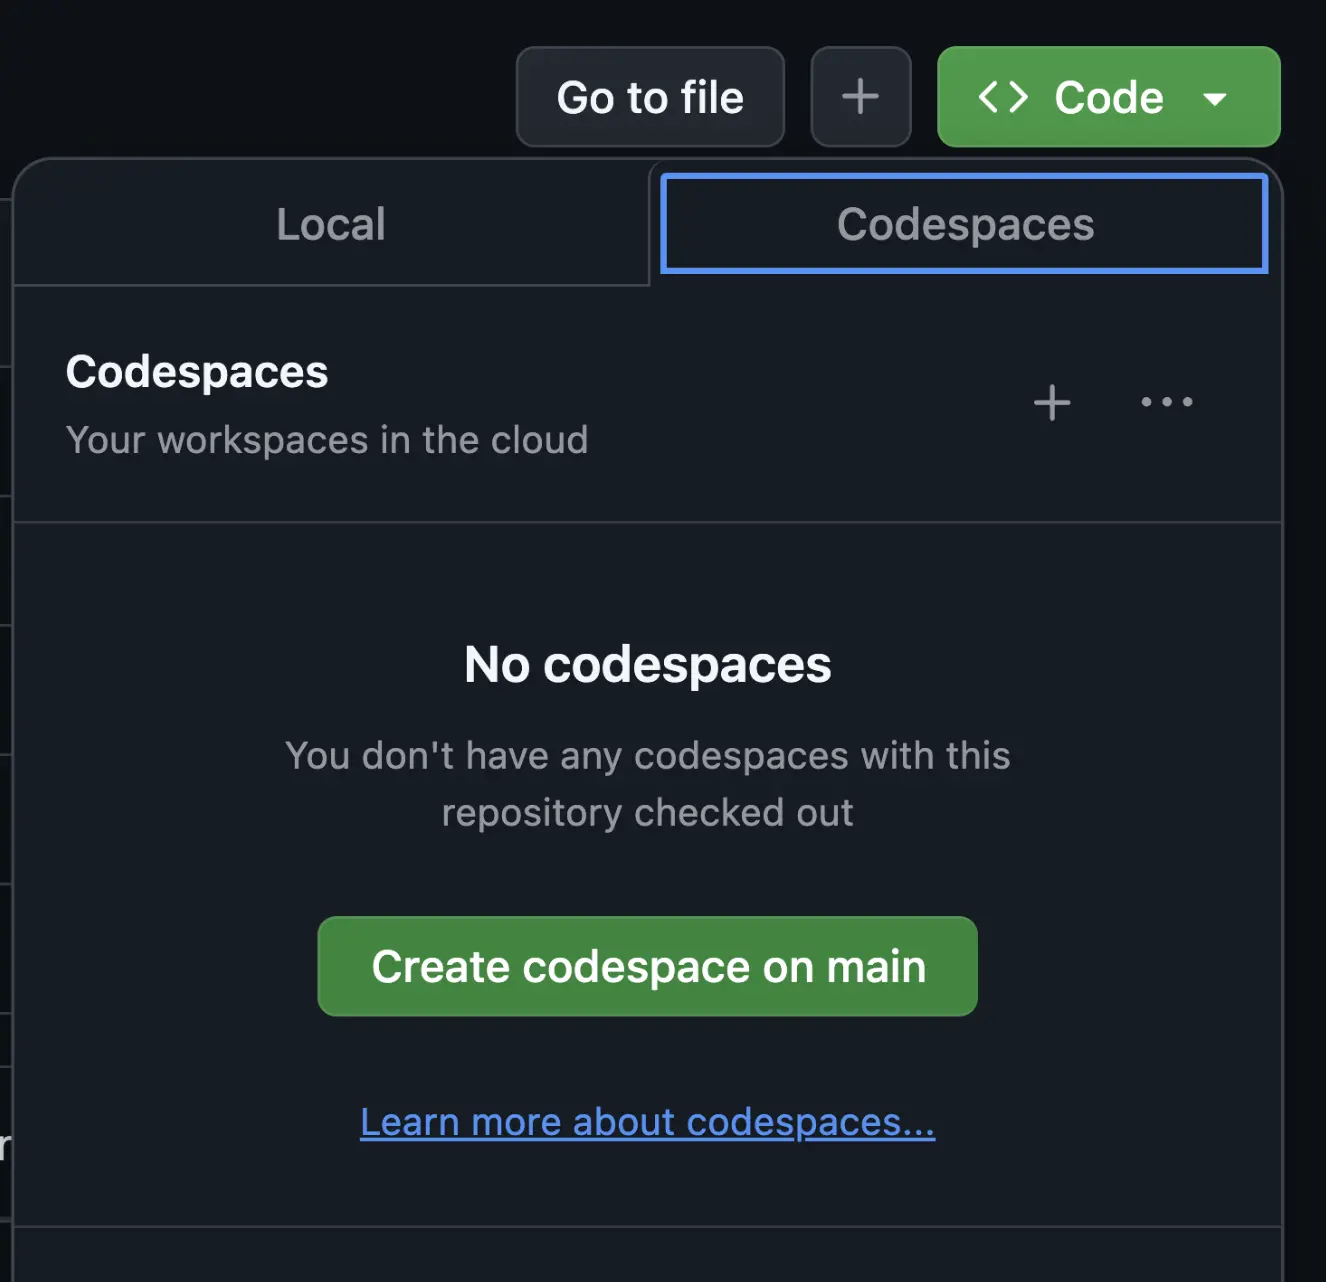 Go to file
Code
Local
Codespaces
Codespaces
Your workspaces in the cloud
No codespaces
You don't have any codespaces with this
repository checked out
Create codespace on main
Learn more about codespaces...